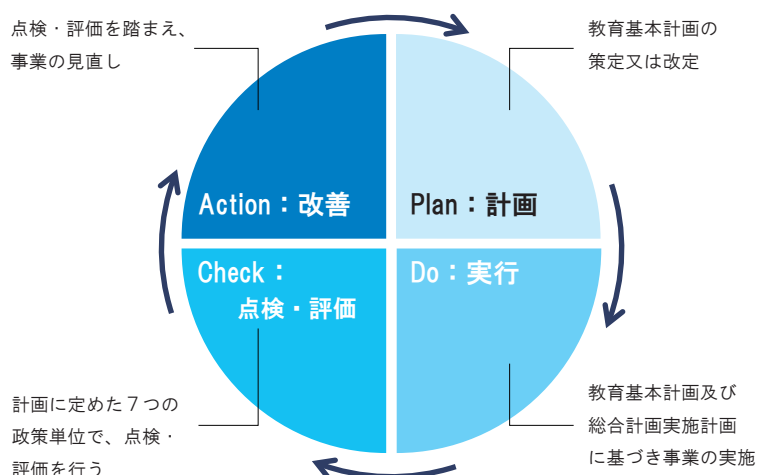 点検・評価を踏まえ、
事業の見直し
教育基本計画の
策定又は改定
Action：改善
Plan：計画
Check：
点検・評価
Do：実行
計画に定めた７つの
政策単位で、点検・
評価を行う
教育基本計画及び
総合計画実施計画
に基づき事業の実施